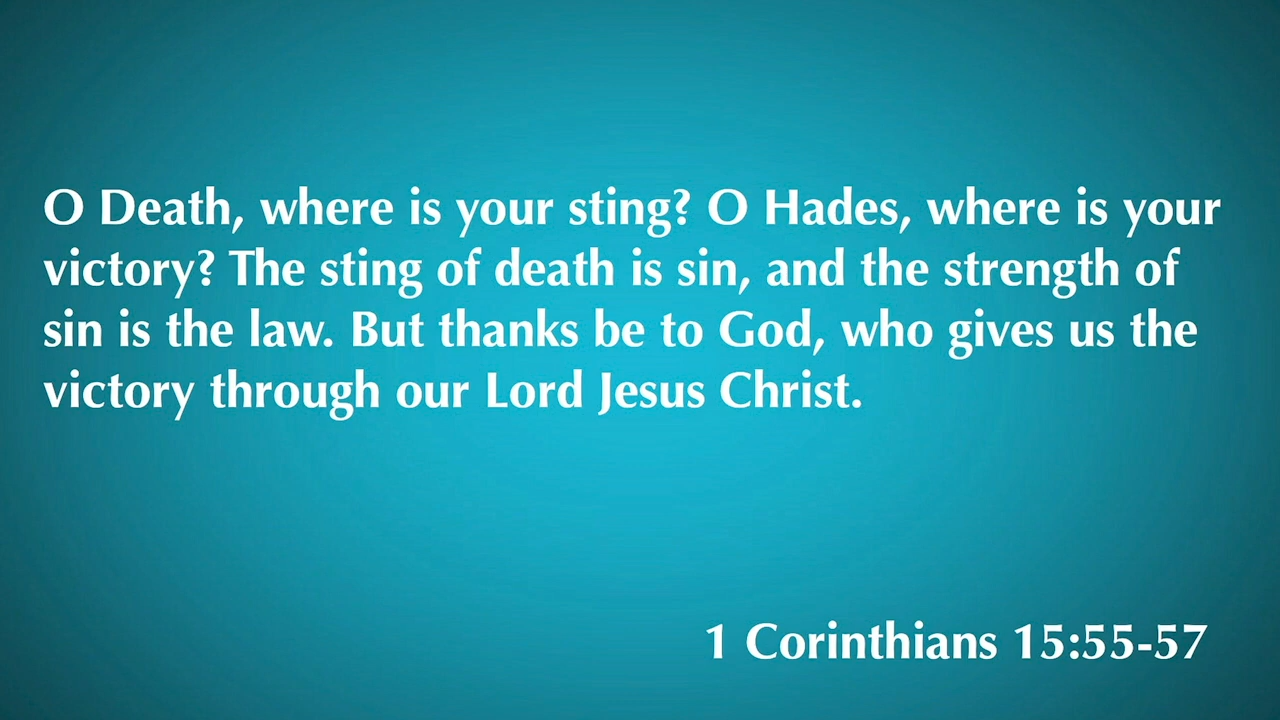 O Death, where is your sting? O Hades, where is your
victory? The sting of death is sin, and the strength of
sin is the law. But thanks be to God, who gives us the
victory through our Lord Jesus Christ.
1 Corinthians 15:55-57